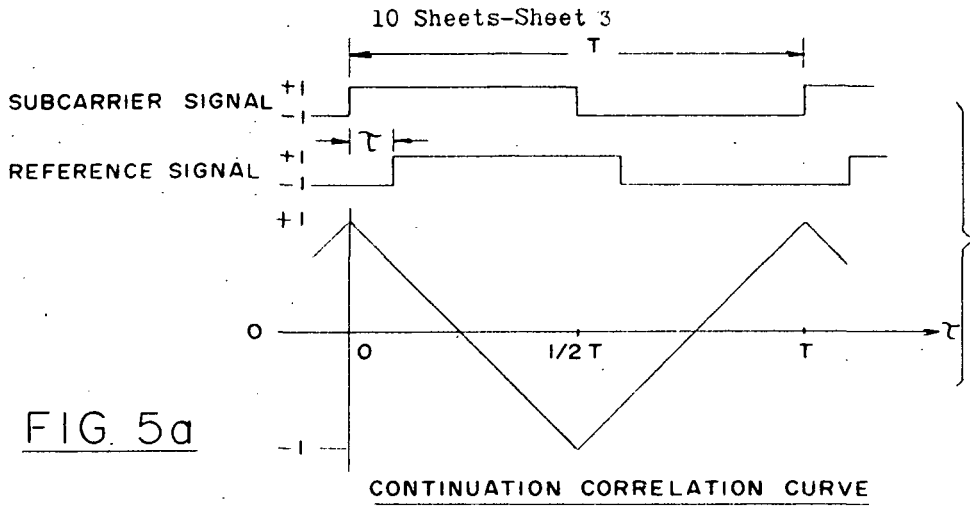 10 Sheets-Sheet 3
T
SUBCARRIER SIGNAL +1
-1
τ
REFERENCE SIGNAL +1
-1
+1
0
0 1/2 T T τ
-1
FIG. 5a
CONTINUATION CORRELATION CURVE